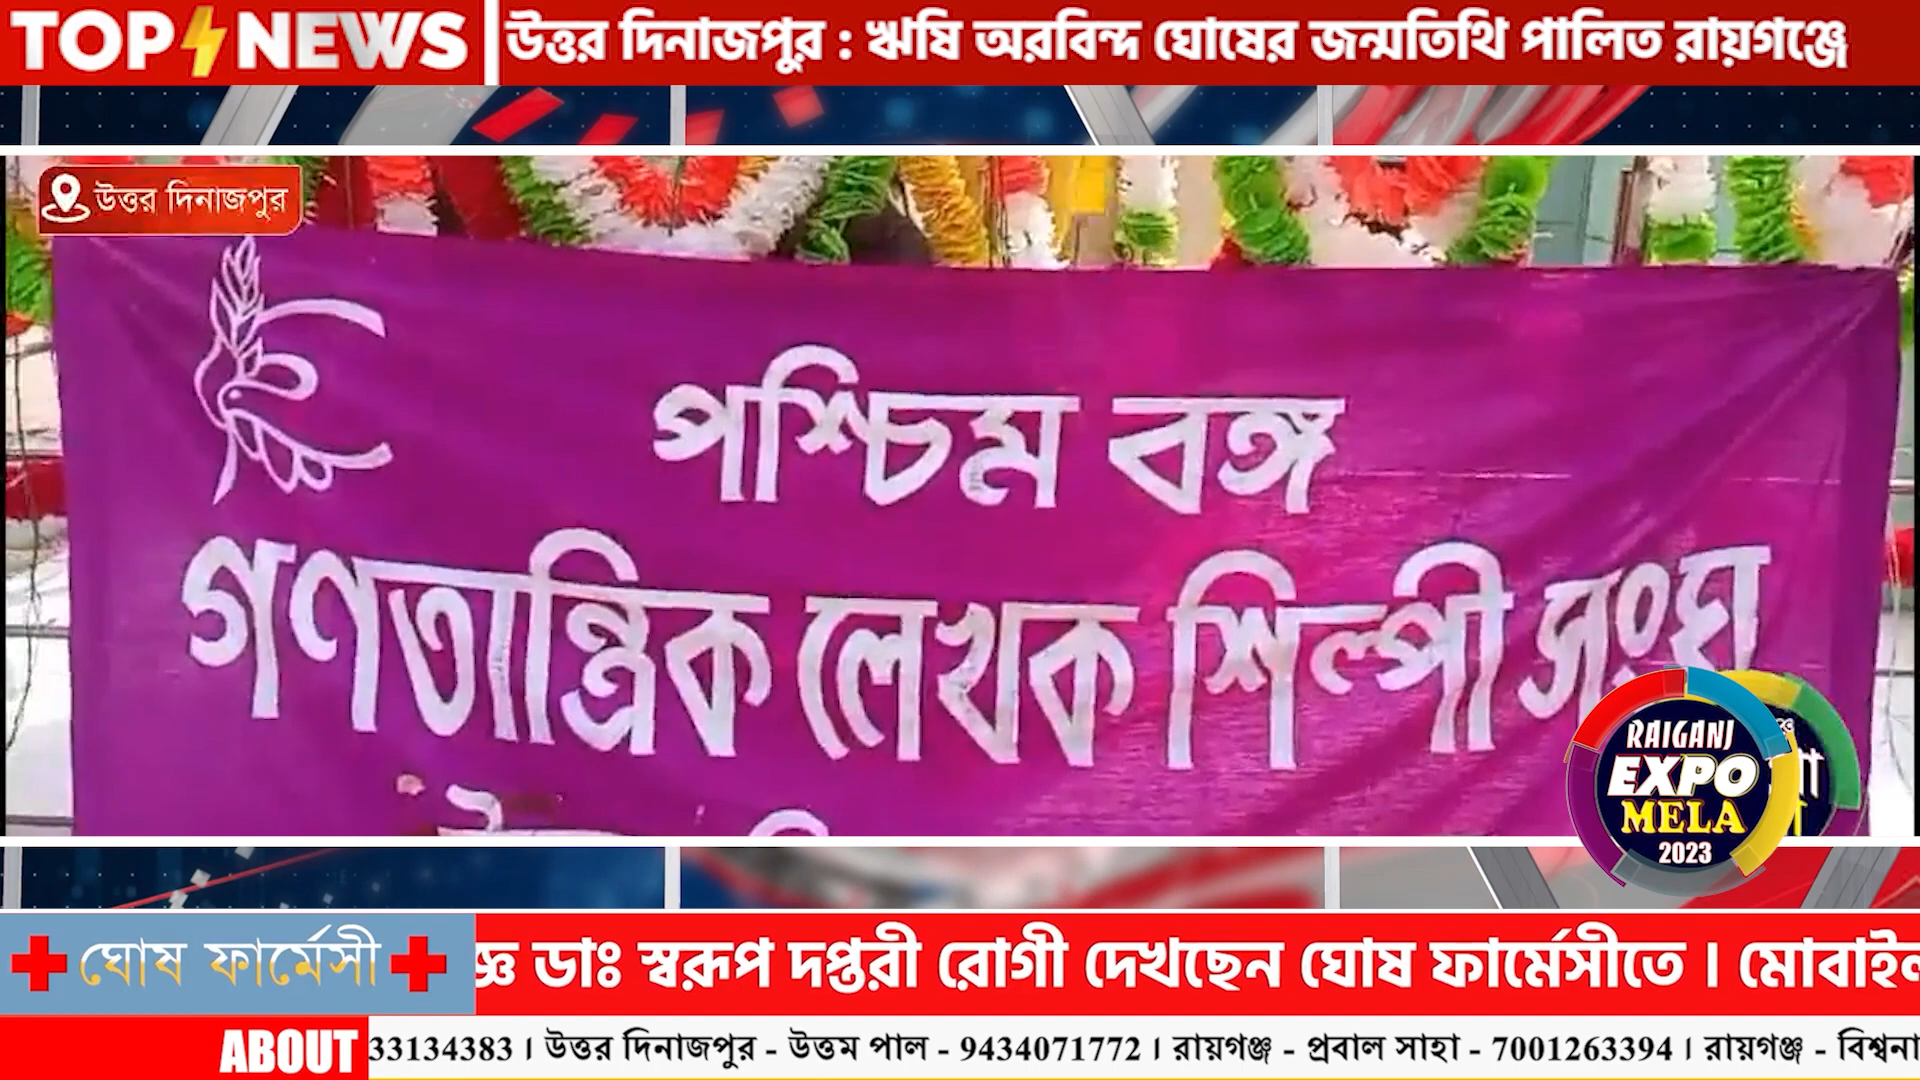 TOP NEWS
উত্তর দিনাজপুর : ঋষি অরবিন্দ ঘোষের জন্মতিথি পালিত রায়গঞ্জে
উত্তর দিনাজপুর
পশ্চিম বঙ্গ
গণতান্ত্রিক লেখক শিল্পী সংঘ
RAIGANJ
EXPO
MELA
2023
ঘোষ ফার্মেসী
ডাঃ স্বরূপ দপ্তরী রোগী দেখছেন ঘোষ ফার্মেসীতে । মোবাইল
ABOUT
33134383 । উত্তর দিনাজপুর - উত্তম পাল - 9434071772 । রায়গঞ্জ - প্রবাল সাহা - 7001263394 । রায়গঞ্জ -